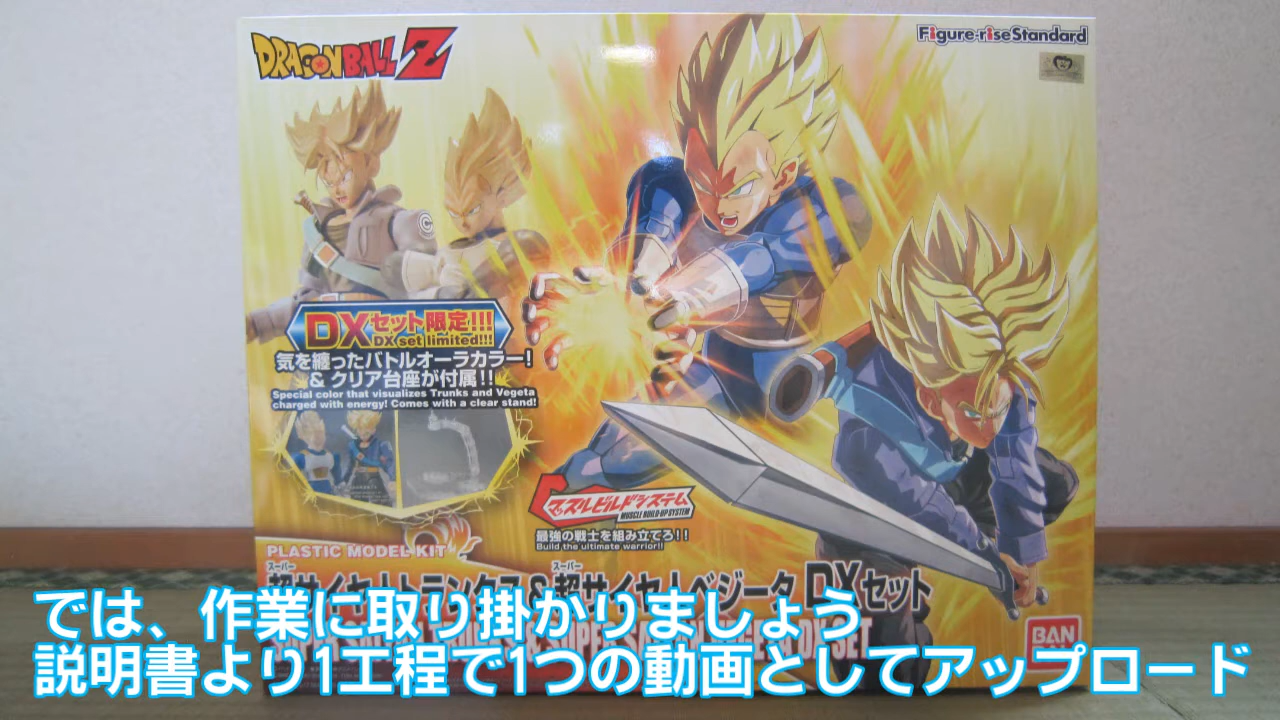 DRAGONBALL Z
Figure-riseStandard
DXセット限定!!!
DX set limited!!!
気を纏ったバトルオーラカラー!
& クリア台座が付属!!
Special color that visualizes Trunks and Vegeta
charged with energy! Comes with a clear stand!
マッスルビルドシステム
MUSCLE BUILD-UP SYSTEM
最強の戦士を組み立てろ!!
Build the ultimate warrior!!
PLASTIC MODEL KIT
スーパー スーパー
超サイヤ人トランクス&超サイヤ人ベジータ DXセット
BAN
では、作業に取り掛かりましょう
説明書より1工程で1つの動画としてアップロード